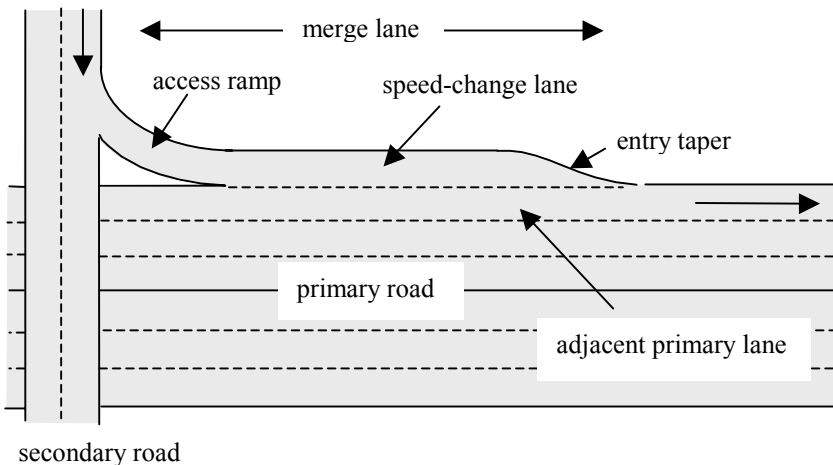 merge lane
access ramp
speed-change lane
entry taper
primary road
adjacent primary lane
secondary road